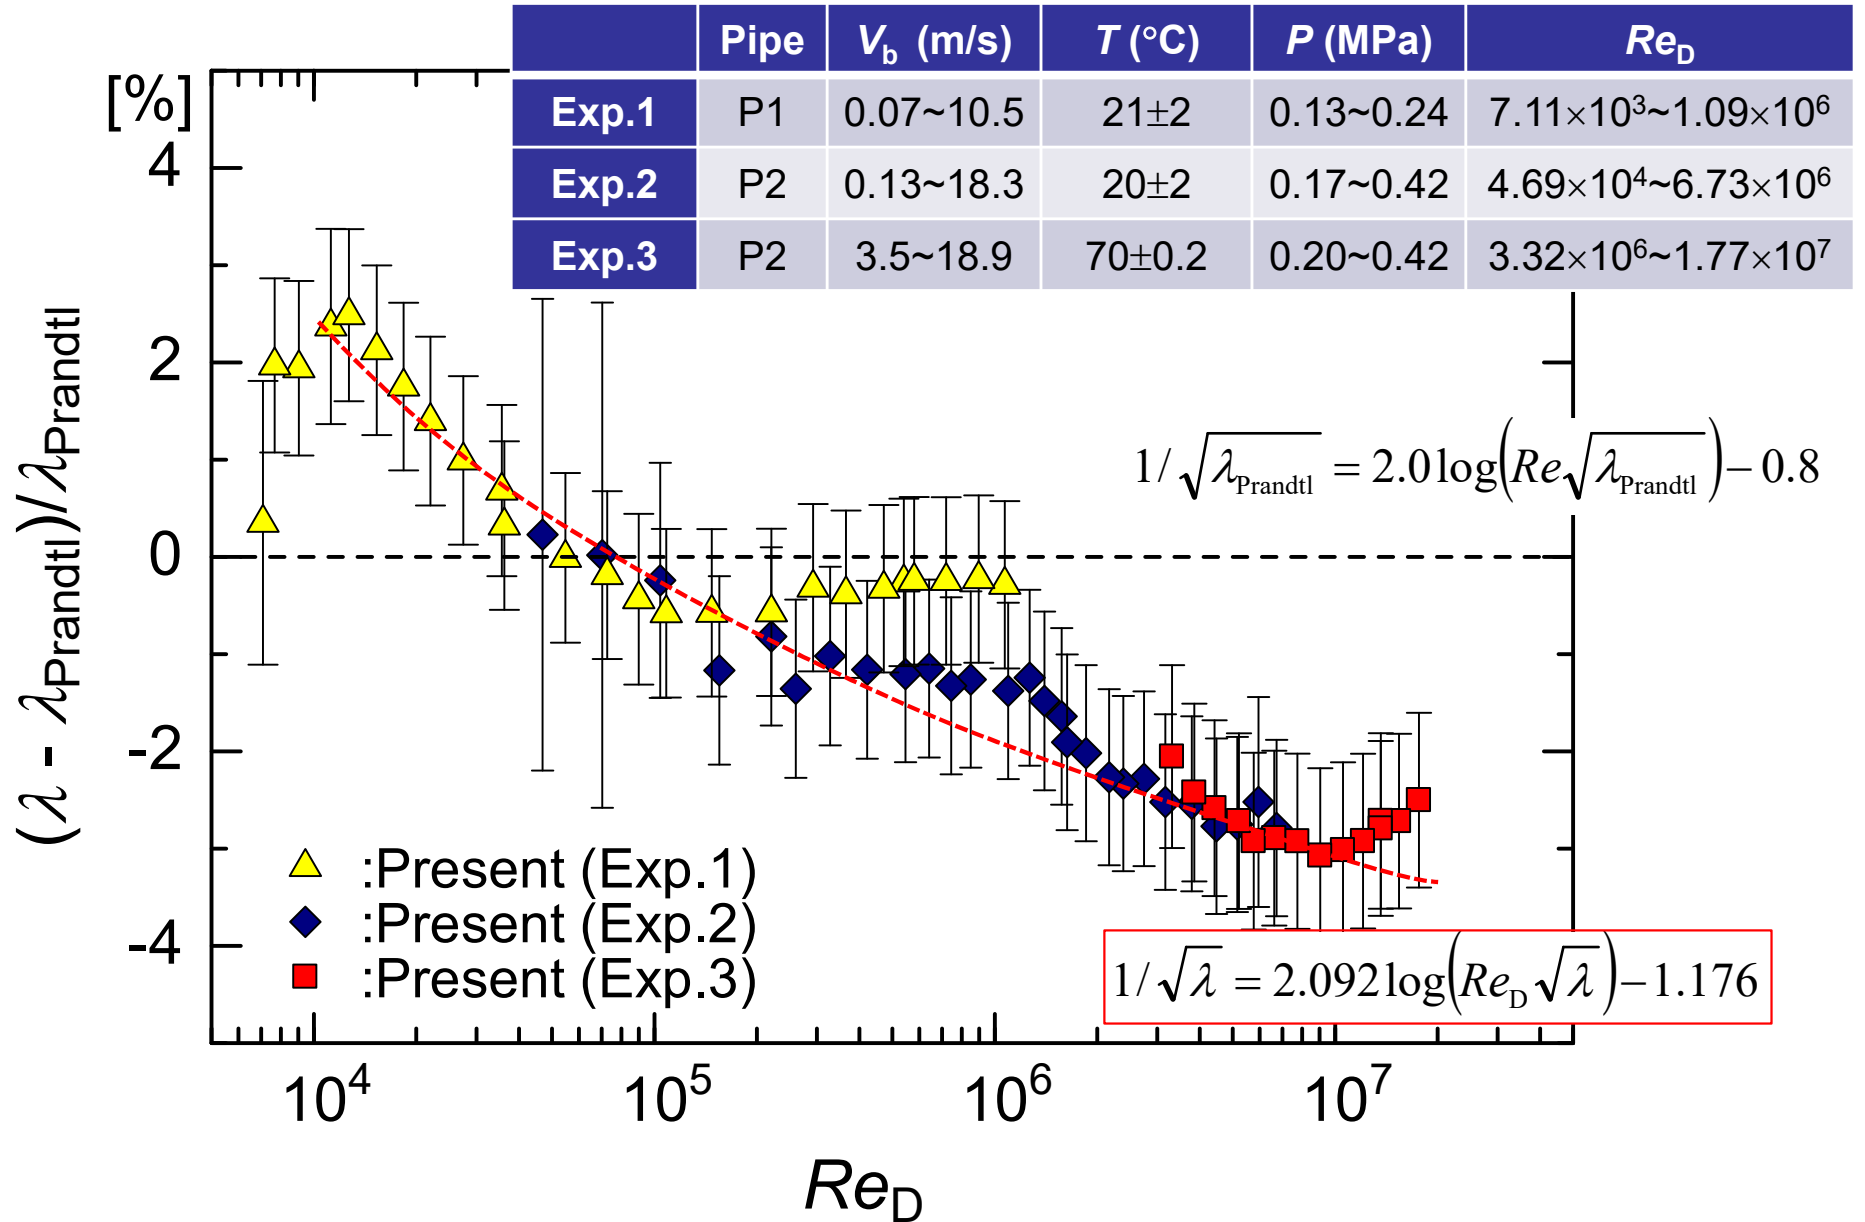 Pipe V_b (m/s) T (°C) P (MPa) Re_D
Exp.1 P1 0.07~10.5 21±2 0.13~0.24 7.11×10³~1.09×10⁶
Exp.2 P2 0.13~18.3 20±2 0.17~0.42 4.69×10⁴~6.73×10⁶
Exp.3 P2 3.5~18.9 70±0.2 0.20~0.42 3.32×10⁶~1.77×10⁷
[%]
4
2
0
-2
-4
(λ - λ_Prandtl)/λ_Prandtl
1/√λ_Prandtl = 2.0log(Re√λ_Prandtl)−0.8
:Present (Exp.1)
:Present (Exp.2)
:Present (Exp.3)
1/√λ = 2.092log(Re_D√λ)−1.176
10⁴ 10⁵ 10⁶ 10⁷
Re_D